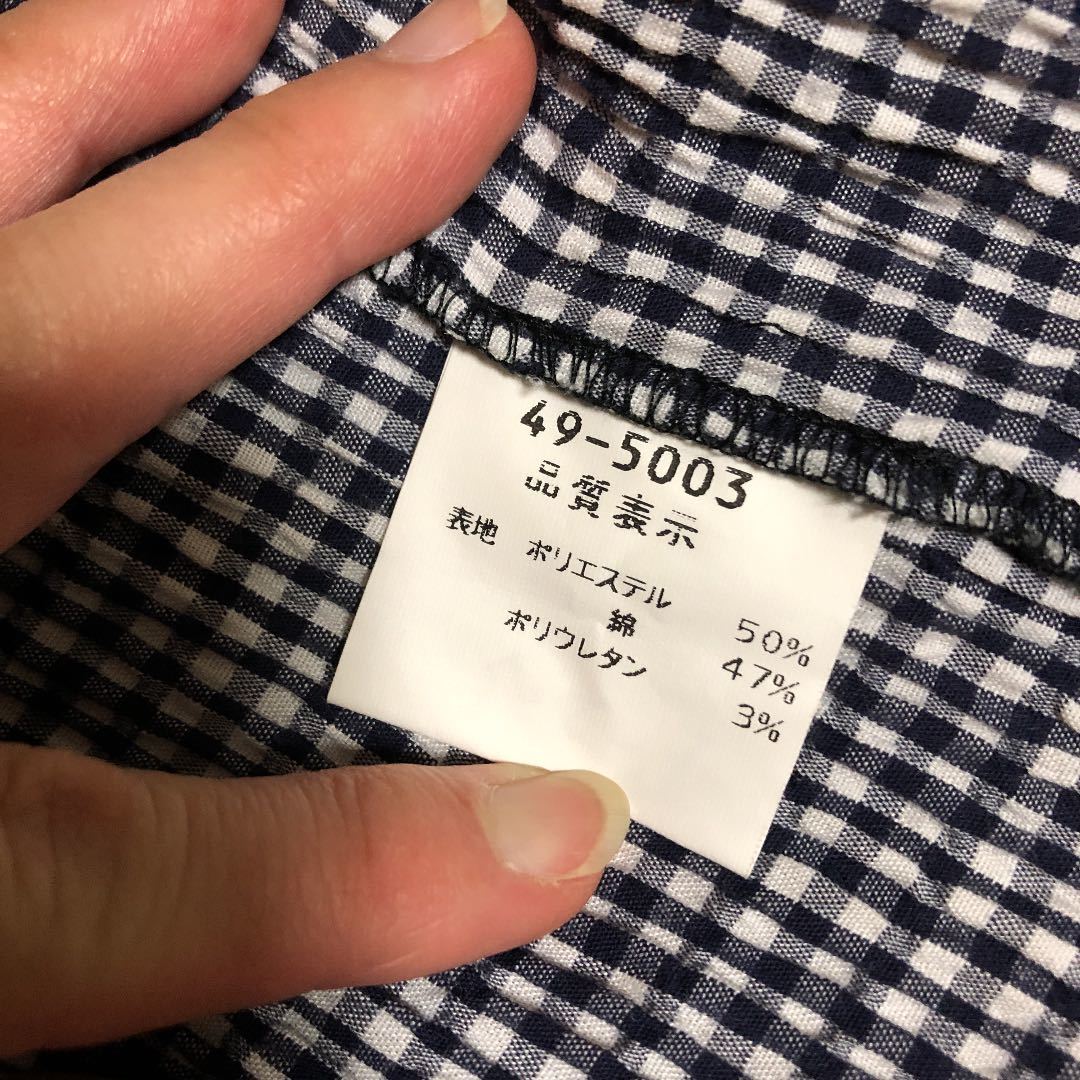 49-5003
品質表示
表地 ポリエステル 50%
綿 47%
ポリウレタン 3%